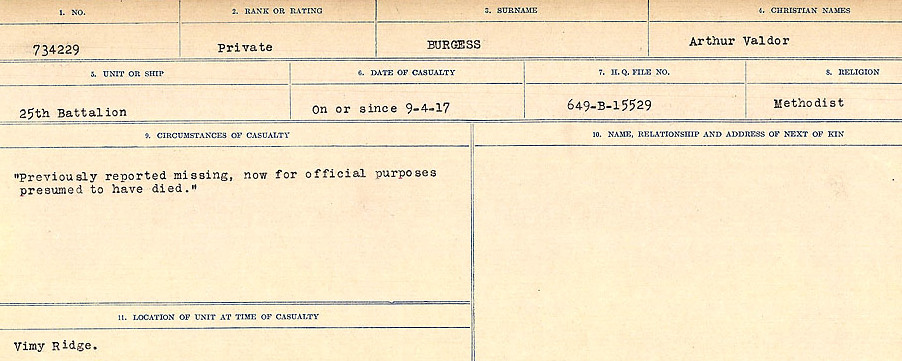 1. NO.
2. RANK OR RATING
3. SURNAME
4. CHRISTIAN NAMES
734229
Private
BURGESS
Arthur Valdor
5. UNIT OR SHIP
6. DATE OF CASUALTY
7. H.Q. FILE NO.
8. RELIGION
25th Battalion
On or since 9-4-17
649-B-15529
Methodist
9. CIRCUMSTANCES OF CASUALTY
10. NAME, RELATIONSHIP AND ADDRESS OF NEXT OF KIN
"Previously reported missing, now for official purposes
presumed to have died."
11. LOCATION OF UNIT AT TIME OF CASUALTY
Vimy Ridge.